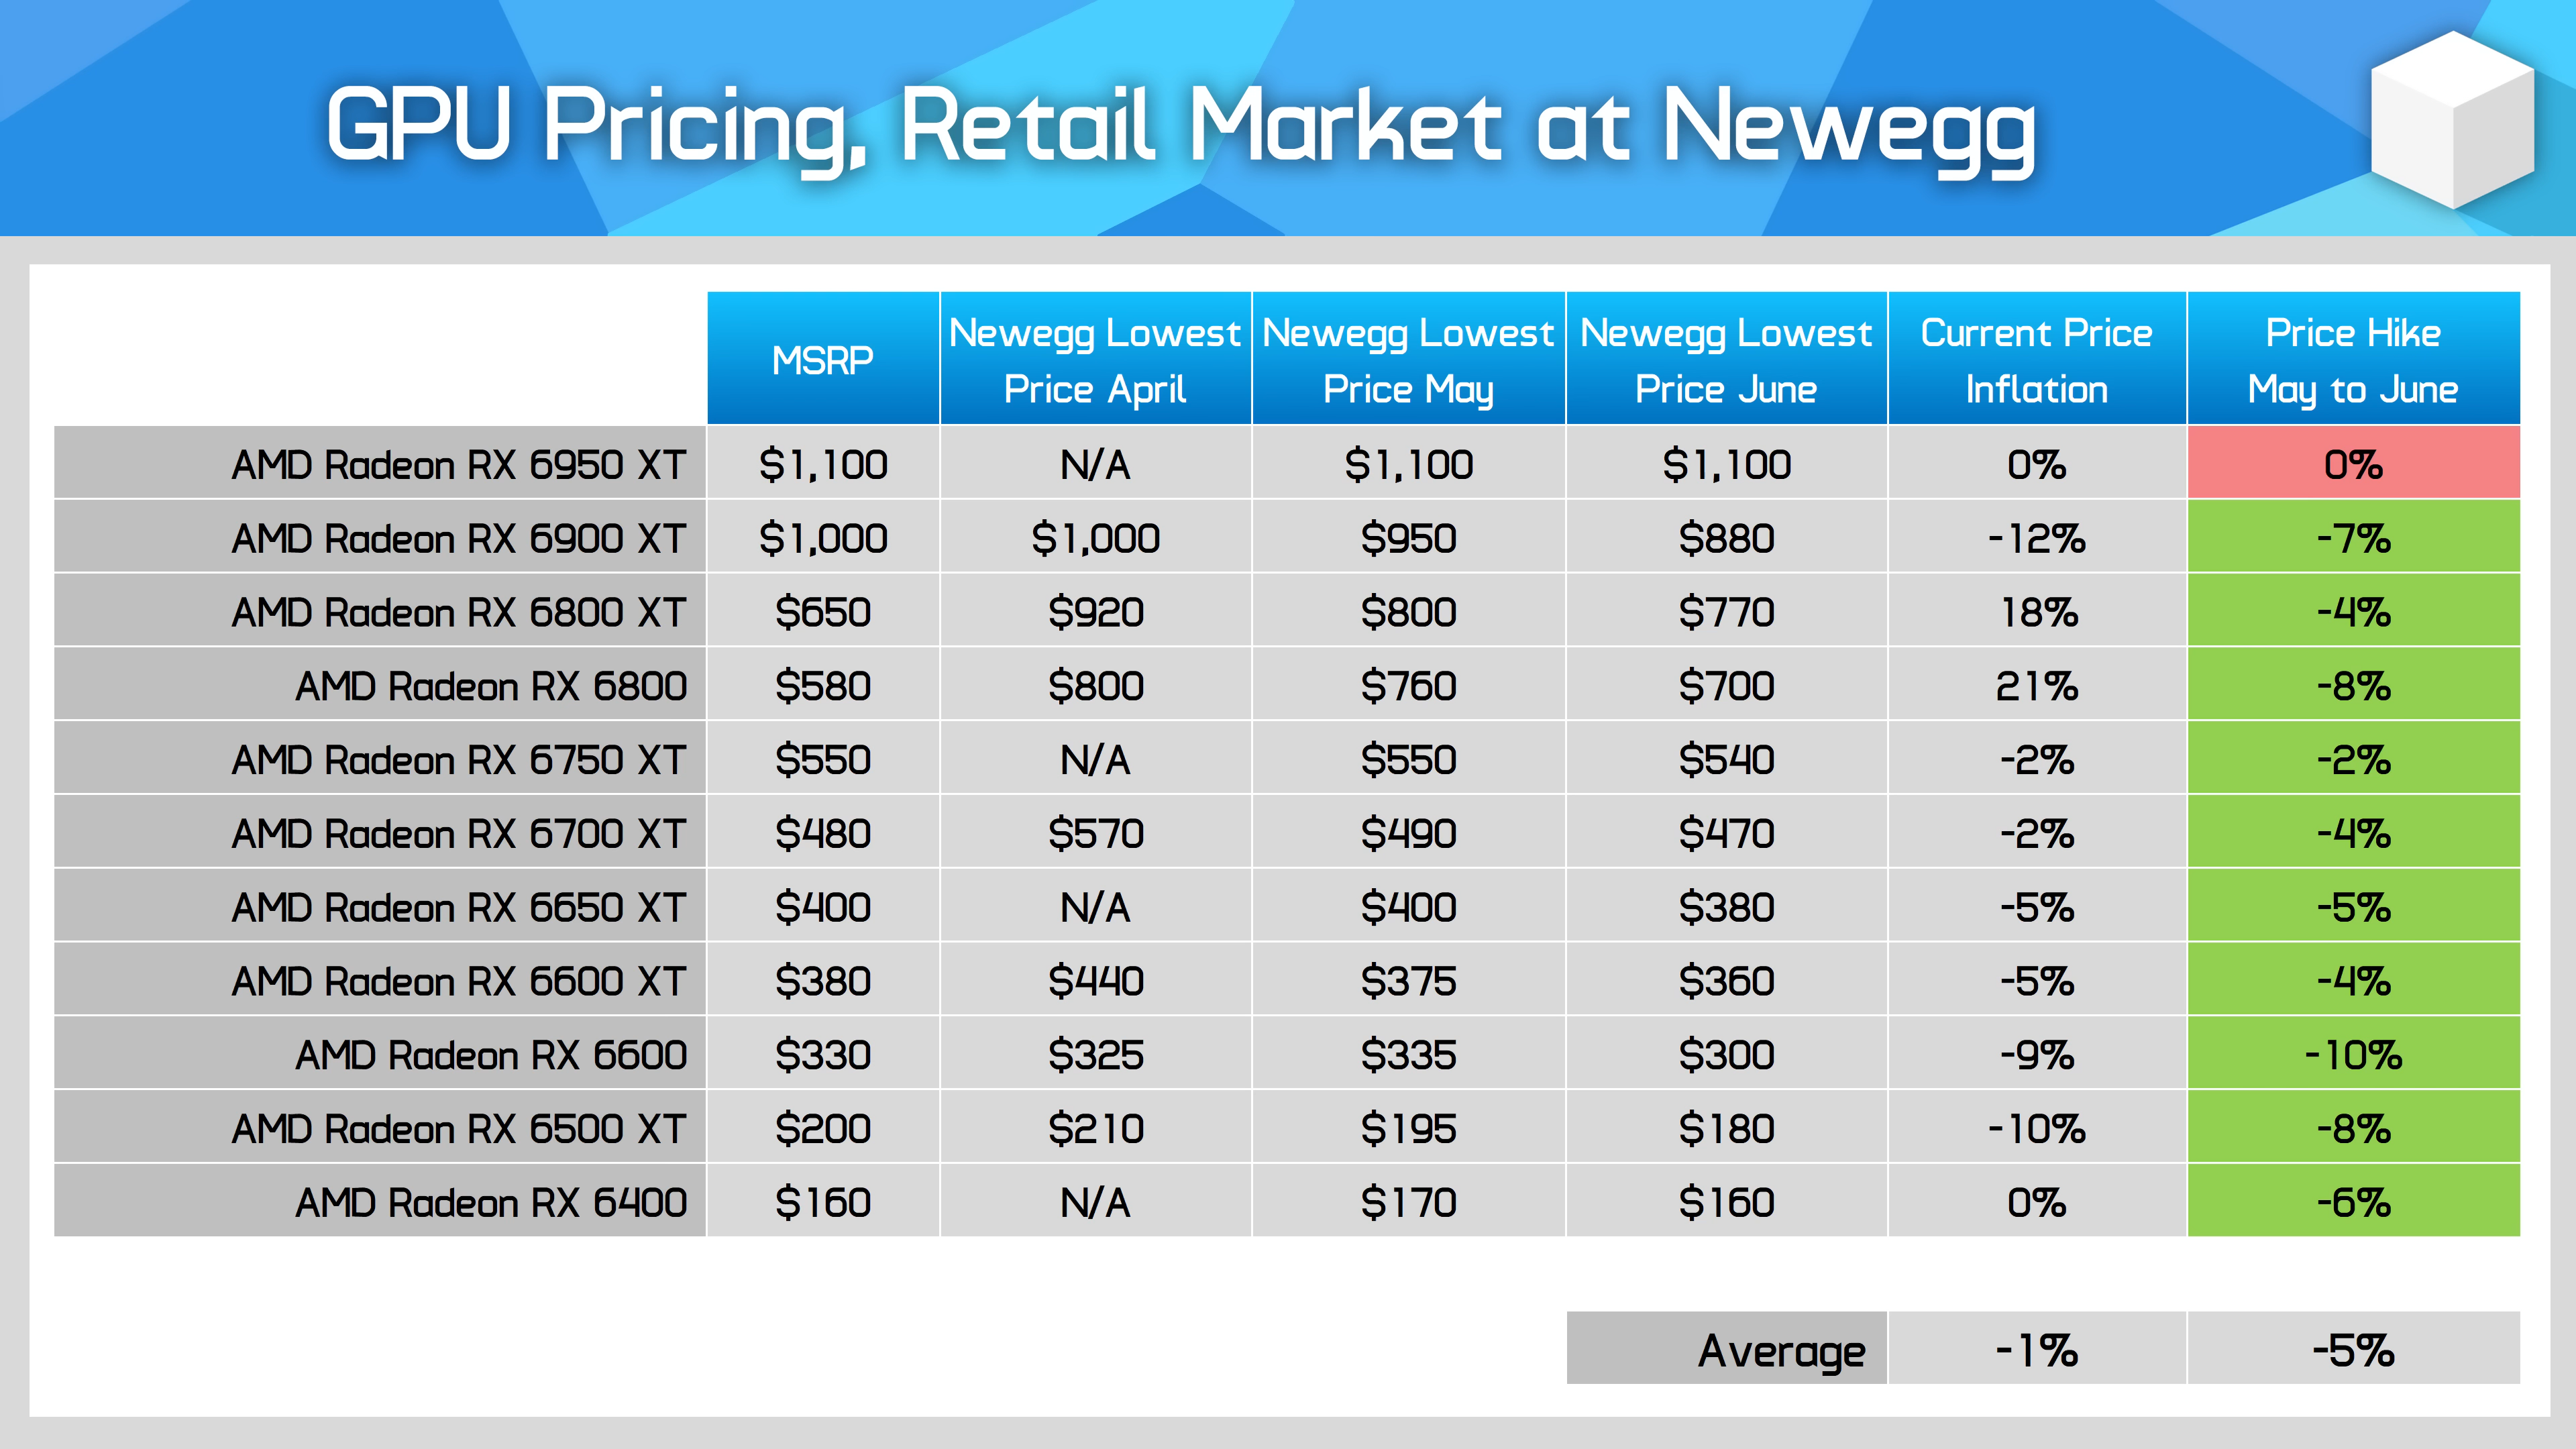 GPU Pricing, Retail Market at Newegg
MSRP
Newegg Lowest
Price April
Newegg Lowest
Price May
Newegg Lowest
Price June
Current Price
Inflation
Price Hike
May to June
AMD Radeon RX 6950 XT $1,100 N/A $1,100 $1,100 0% 0%
AMD Radeon RX 6900 XT $1,000 $1,000 $950 $880 -12% -7%
AMD Radeon RX 6800 XT $650 $920 $800 $770 18% -4%
AMD Radeon RX 6800 $580 $800 $760 $700 21% -8%
AMD Radeon RX 6750 XT $550 N/A $550 $540 -2% -2%
AMD Radeon RX 6700 XT $480 $570 $490 $470 -2% -4%
AMD Radeon RX 6650 XT $400 N/A $400 $380 -5% -5%
AMD Radeon RX 6600 XT $380 $440 $375 $360 -5% -4%
AMD Radeon RX 6600 $330 $325 $335 $300 -9% -10%
AMD Radeon RX 6500 XT $200 $210 $195 $180 -10% -8%
AMD Radeon RX 6400 $160 N/A $170 $160 0% -6%
Average -1% -5%